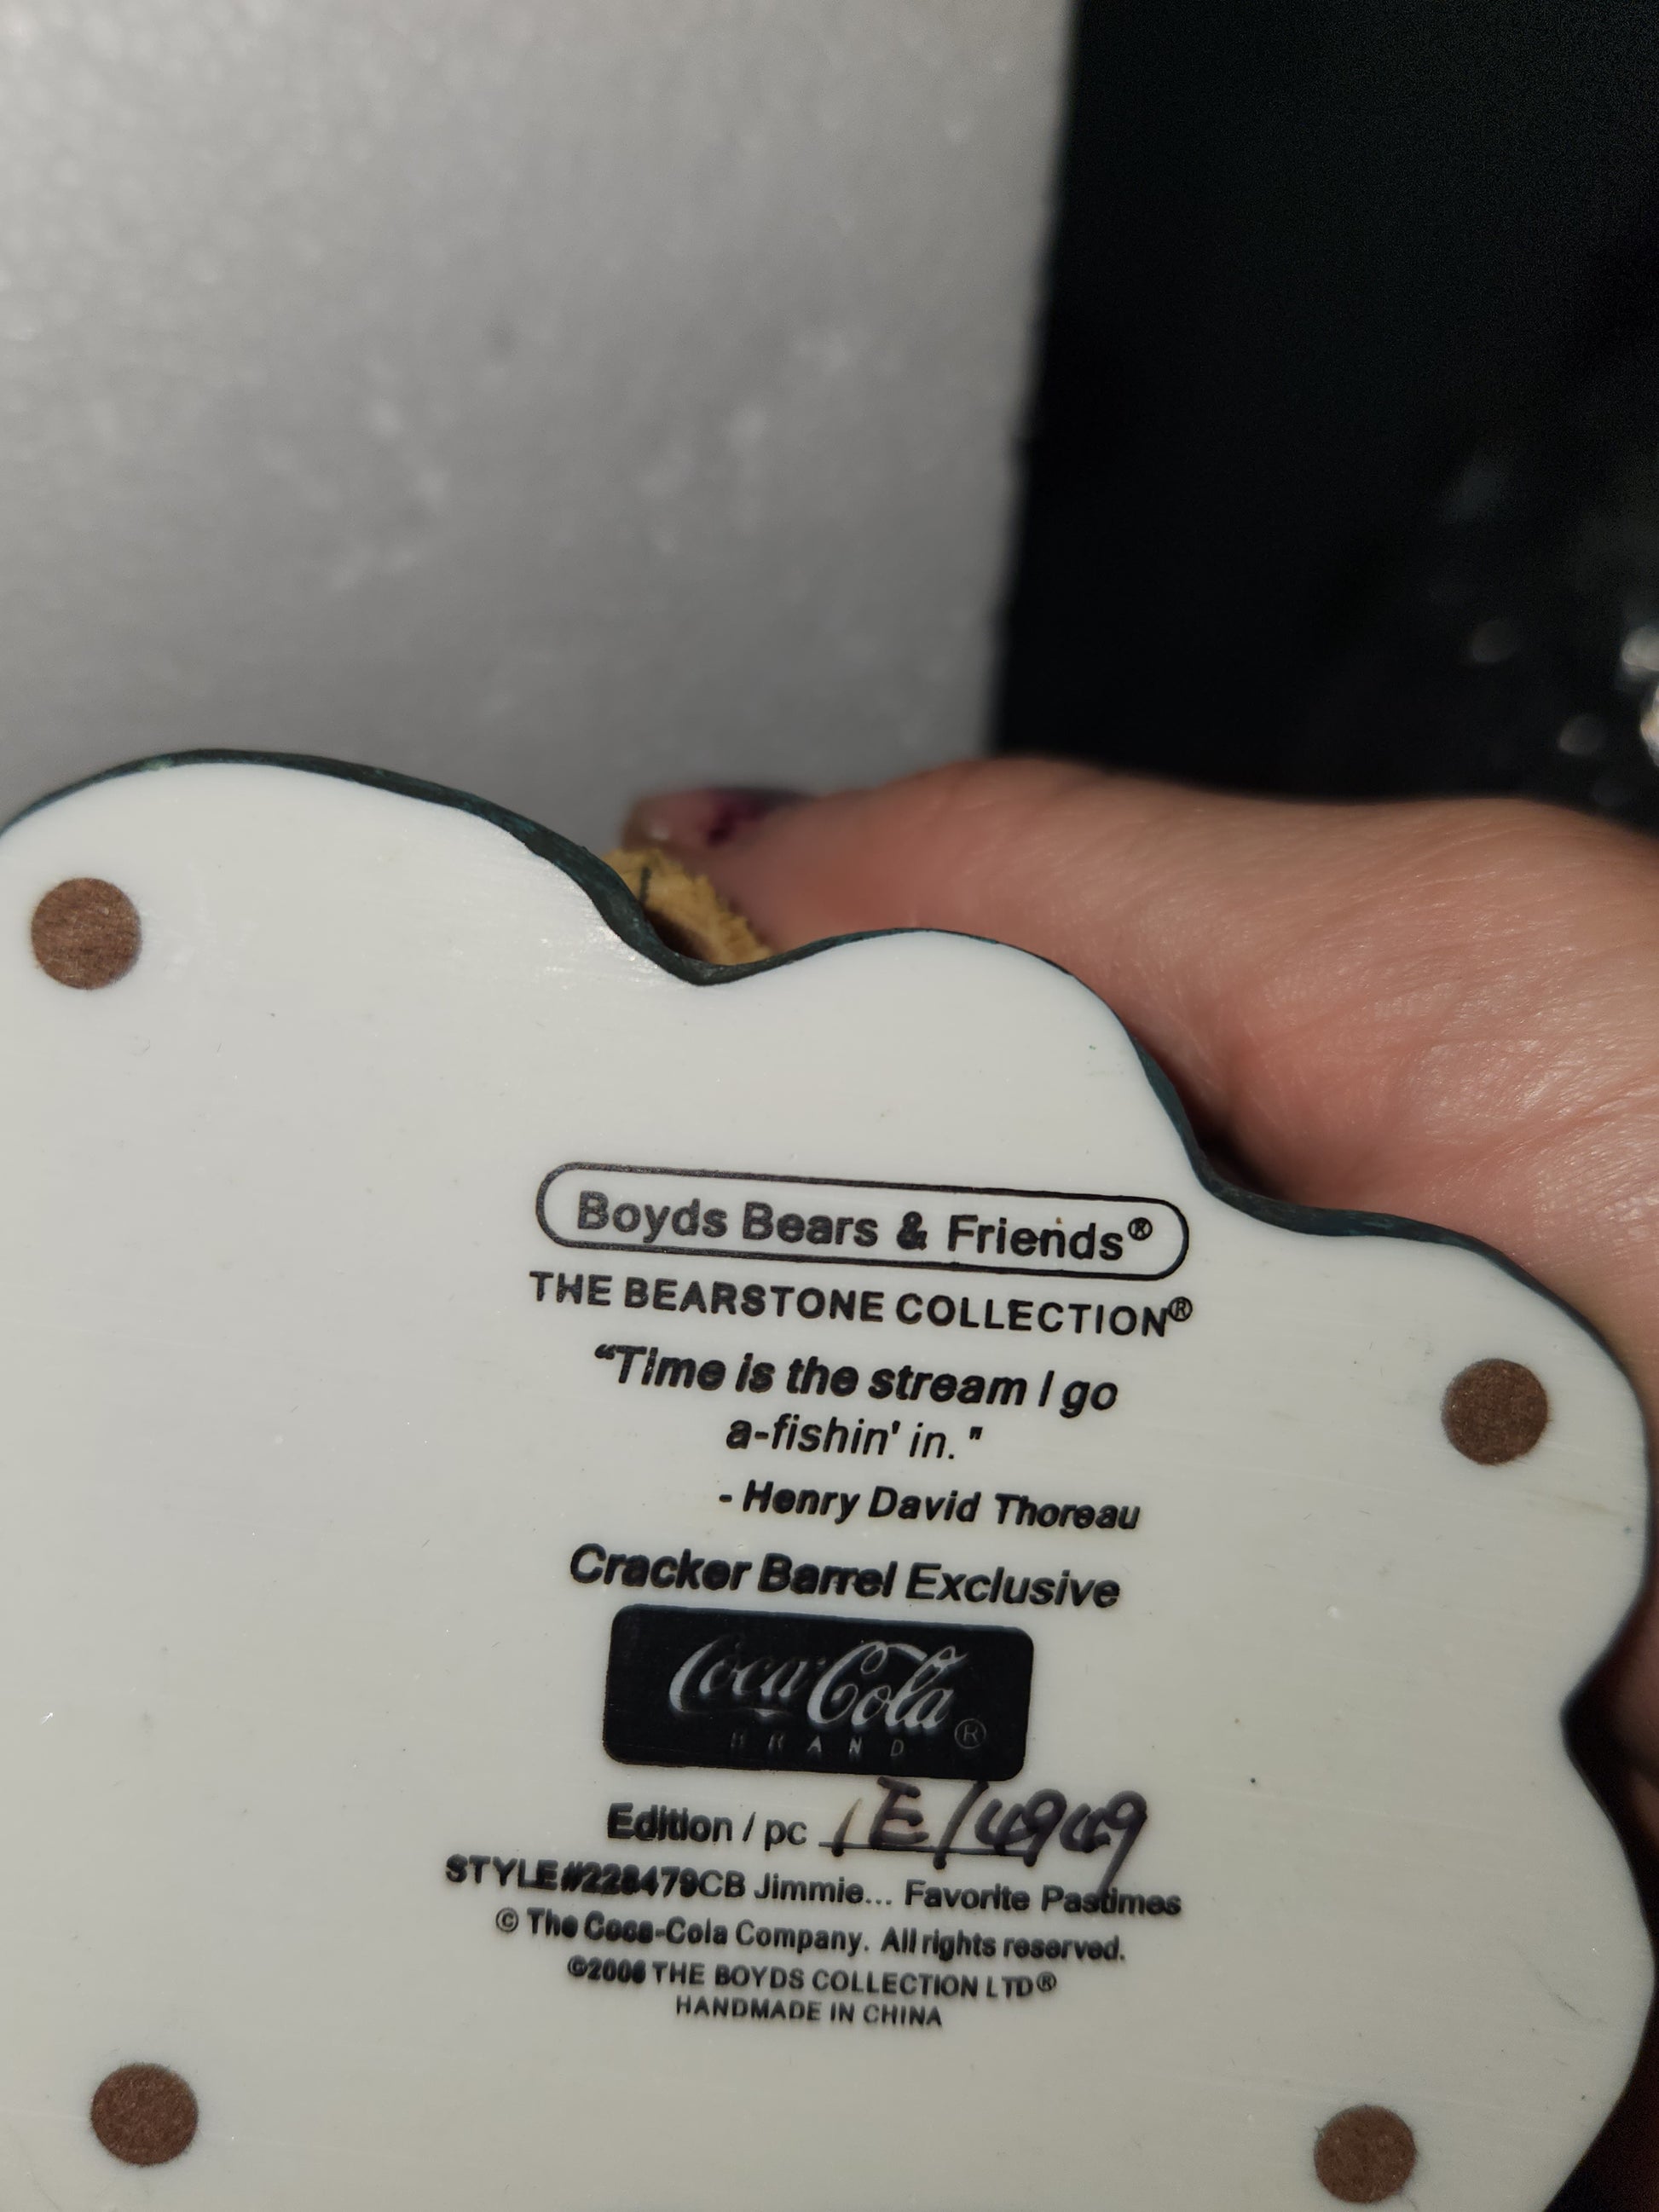 Boyds Bears & Friends®
THE BEARSTONE COLLECTION®
“Time is the stream I go
a-fishin' in."
- Henry David Thoreau
Cracker Barrel Exclusive
Coca-Cola ®
BRAND
Edition / pc 1E/4949
STYLE#228479CB Jimmie... Favorite Pastimes
© The Coca-Cola Company. All rights reserved.
©2006 THE BOYDS COLLECTION LTD®
HANDMADE IN CHINA